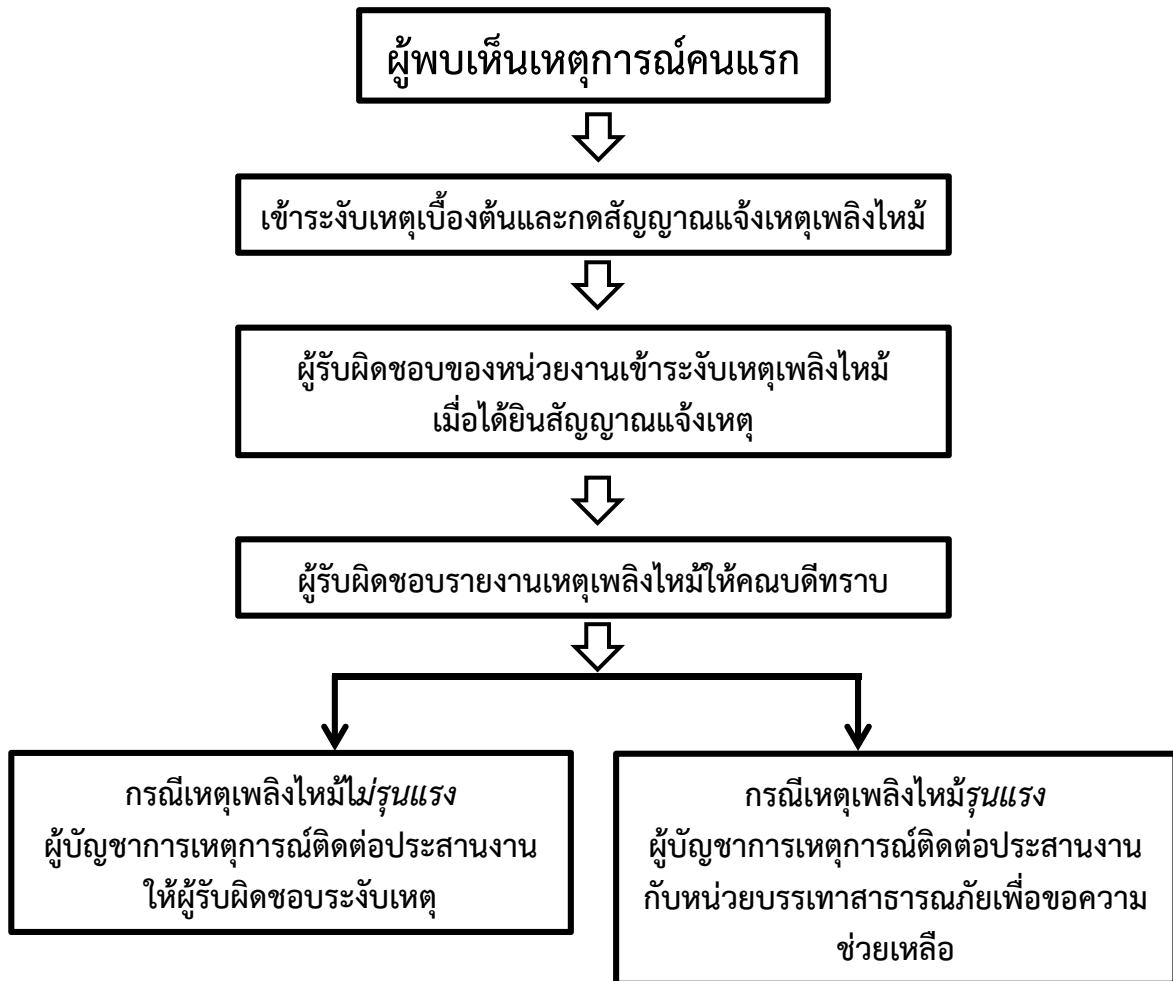 ผู้พบเห็นเหตุการณ์คนแรก
เข้าระงับเหตุเบื้องต้นและกดสัญญาณแจ้งเหตุเพลิงไหม้
ผู้รับผิดชอบของหน่วยงานเข้าระงับเหตุเพลิงไหม้
เมื่อได้ยินสัญญาณแจ้งเหตุ
ผู้รับผิดชอบรายงานเหตุเพลิงไหม้ให้คณบดีทราบ
กรณีเหตุเพลิงไหม้ไม่รุนแรง
ผู้บัญชาการเหตุการณ์ติดต่อประสานงาน
ให้ผู้รับผิดชอบระงับเหตุ
กรณีเหตุเพลิงไหม้รุนแรง
ผู้บัญชาการเหตุการณ์ติดต่อประสานงาน
กับหน่วยบรรเทาสาธารณภัยเพื่อขอความ
ช่วยเหลือ